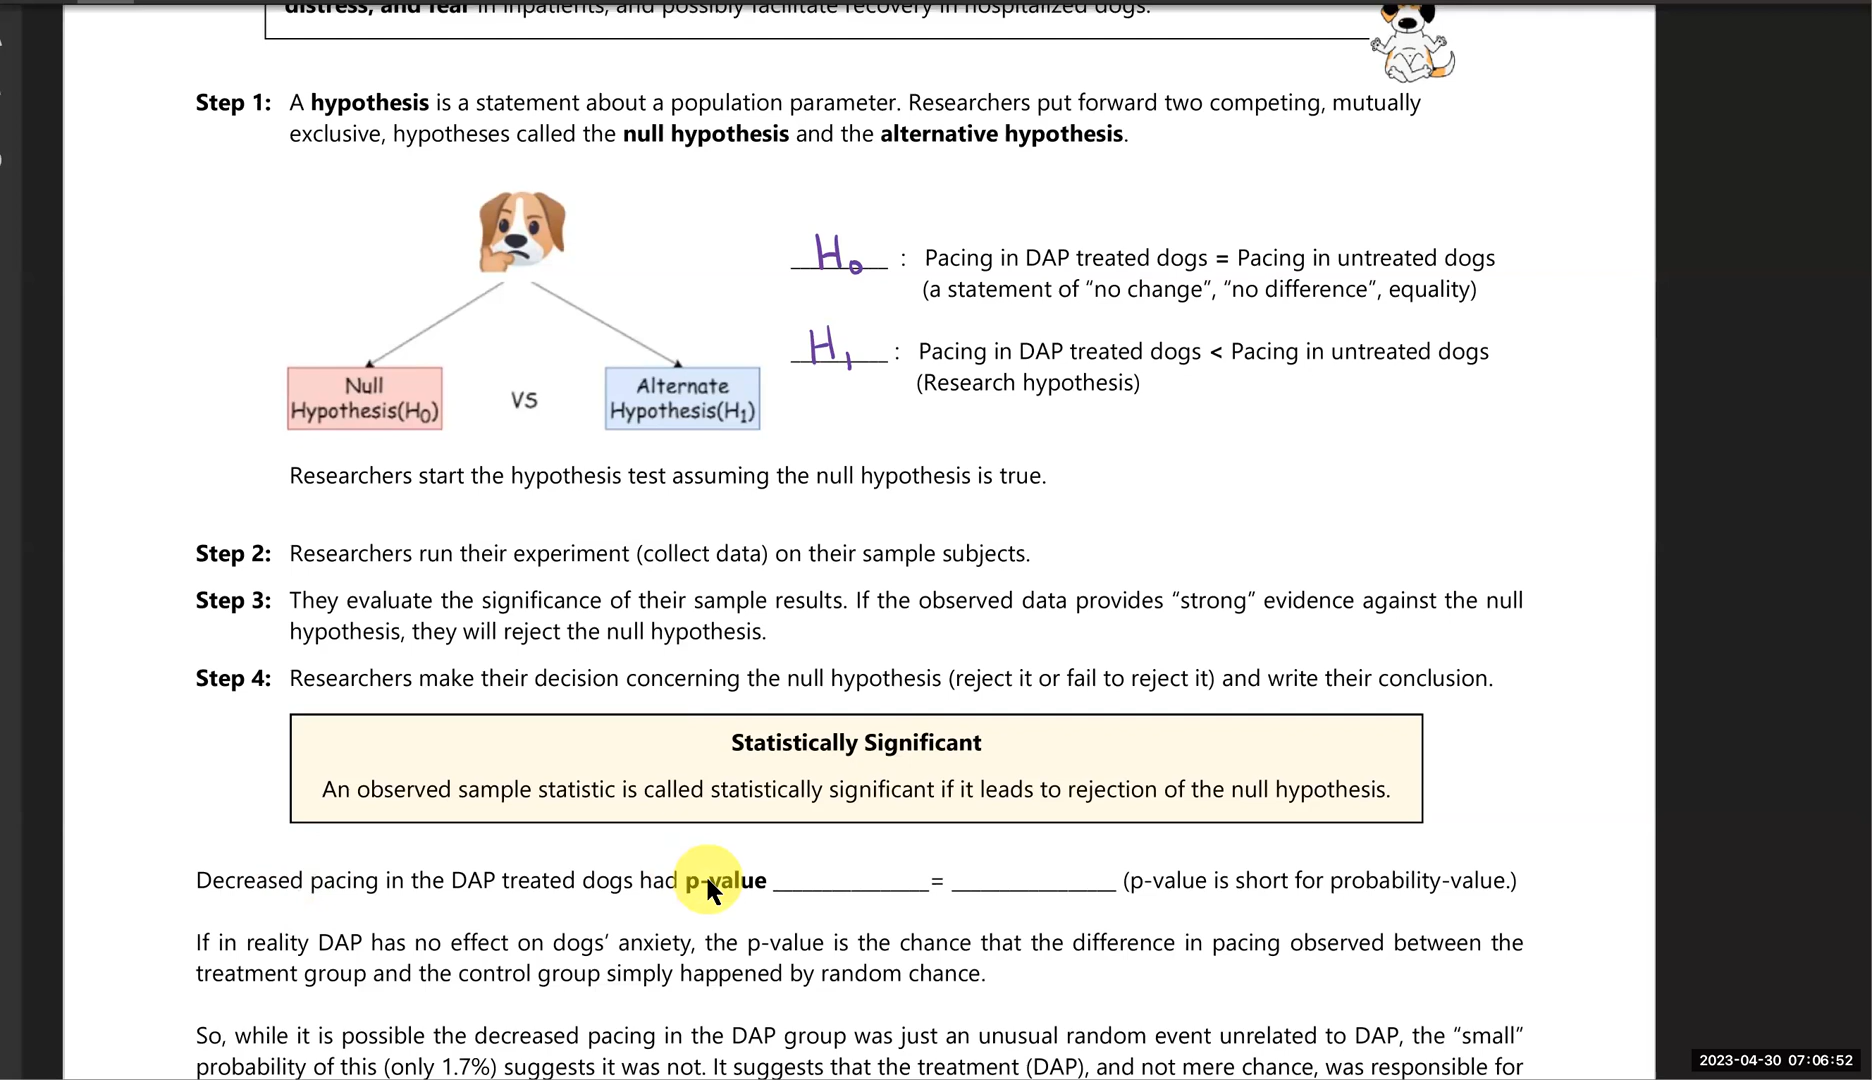 distress, and fear in inpatients, and possibly facilitate recovery in hospitalized dogs.
Step 1: A hypothesis is a statement about a population parameter. Researchers put forward two competing, mutually
exclusive, hypotheses called the null hypothesis and the alternative hypothesis.
H₀ : Pacing in DAP treated dogs = Pacing in untreated dogs
(a statement of “no change”, “no difference”, equality)
H₁ : Pacing in DAP treated dogs < Pacing in untreated dogs
(Research hypothesis)
Null
Hypothesis(H₀)
VS
Alternate
Hypothesis(H₁)
Researchers start the hypothesis test assuming the null hypothesis is true.
Step 2: Researchers run their experiment (collect data) on their sample subjects.
Step 3: They evaluate the significance of their sample results. If the observed data provides “strong” evidence against the null
hypothesis, they will reject the null hypothesis.
Step 4: Researchers make their decision concerning the null hypothesis (reject it or fail to reject it) and write their conclusion.
Statistically Significant
An observed sample statistic is called statistically significant if it leads to rejection of the null hypothesis.
Decreased pacing in the DAP treated dogs had p-value ______________= ______________ (p-value is short for probability-value.)
If in reality DAP has no effect on dogs’ anxiety, the p-value is the chance that the difference in pacing observed between the
treatment group and the control group simply happened by random chance.
So, while it is possible the decreased pacing in the DAP group was just an unusual random event unrelated to DAP, the “small”
probability of this (only 1.7%) suggests it was not. It suggests that the treatment (DAP), and not mere chance, was responsible for
2023-04-30 07:06:52